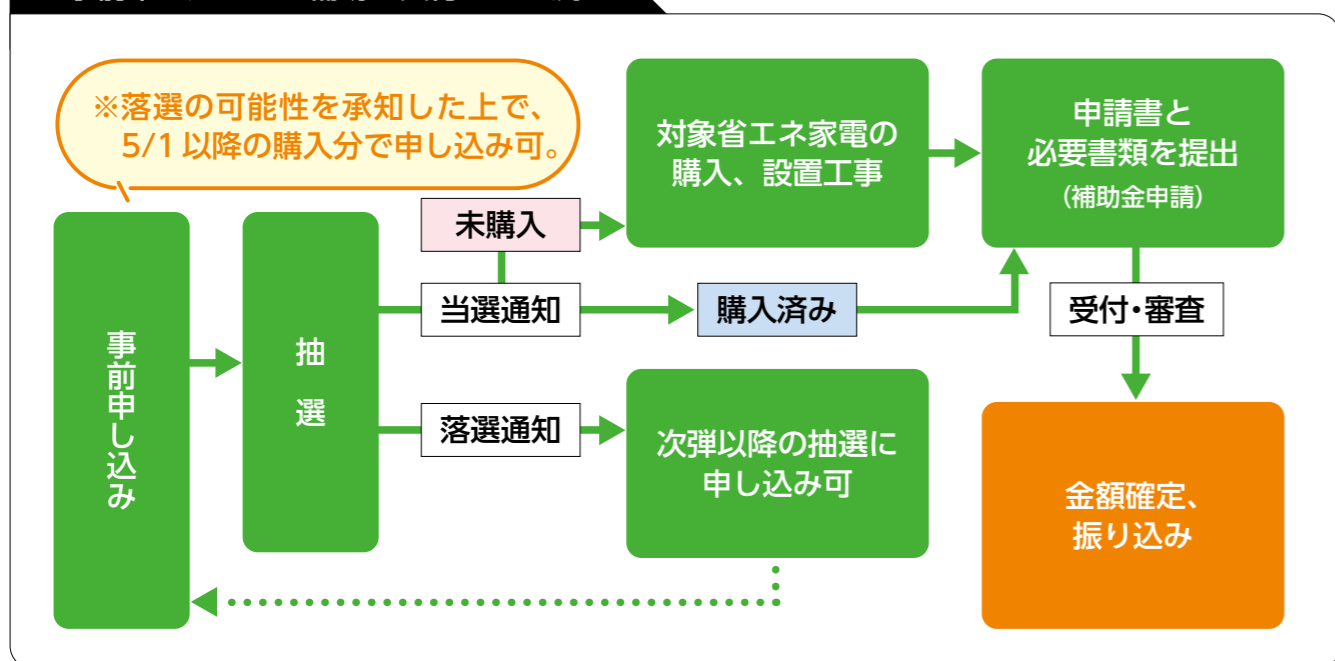 ※落選の可能性を承知した上で、
5/1以降の購入分で申し込み可。
事前申し込み
抽選
未購入
当選通知
落選通知
対象省エネ家電の
購入、設置工事
購入済み
次弾以降の抽選に
申し込み可
申請書と
必要書類を提出
(補助金申請)
受付・審査
金額確定、
振り込み